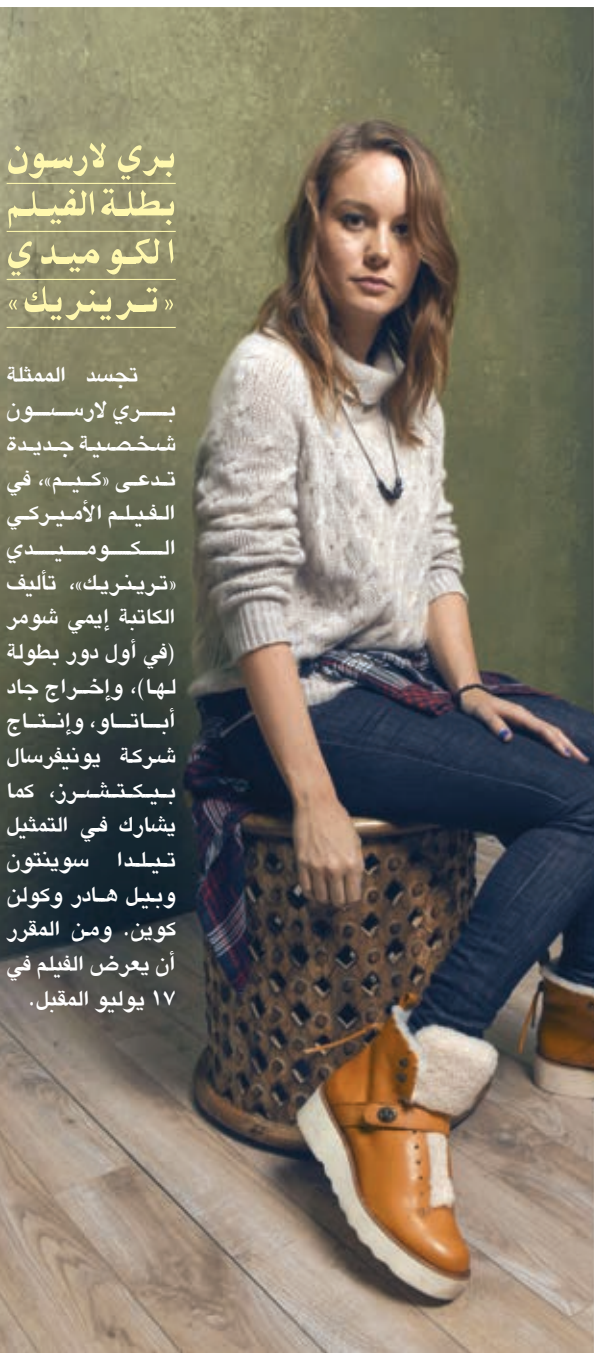 بري لارسون
بطلة الفيلم
الكوميدي
«ترينريك»
تجسد الممثلة
بري لارسون
شخصية جديدة
تدعى «كيم»، في
الفيلم الأميركي
الكوميدي
«ترينريك»، تأليف
الكاتبة إيمي شومر
(في أول دور بطولة
لها)، وإخراج جاد
أباتاو، وإنتاج
شركة يونيفرسال
بيكتشرز، كما
يشارك في التمثيل
تيلدا سوينتون
وبيل هادر وكولن
كوين. ومن المقرر
أن يعرض الفيلم في
١٧ يوليو المقبل.